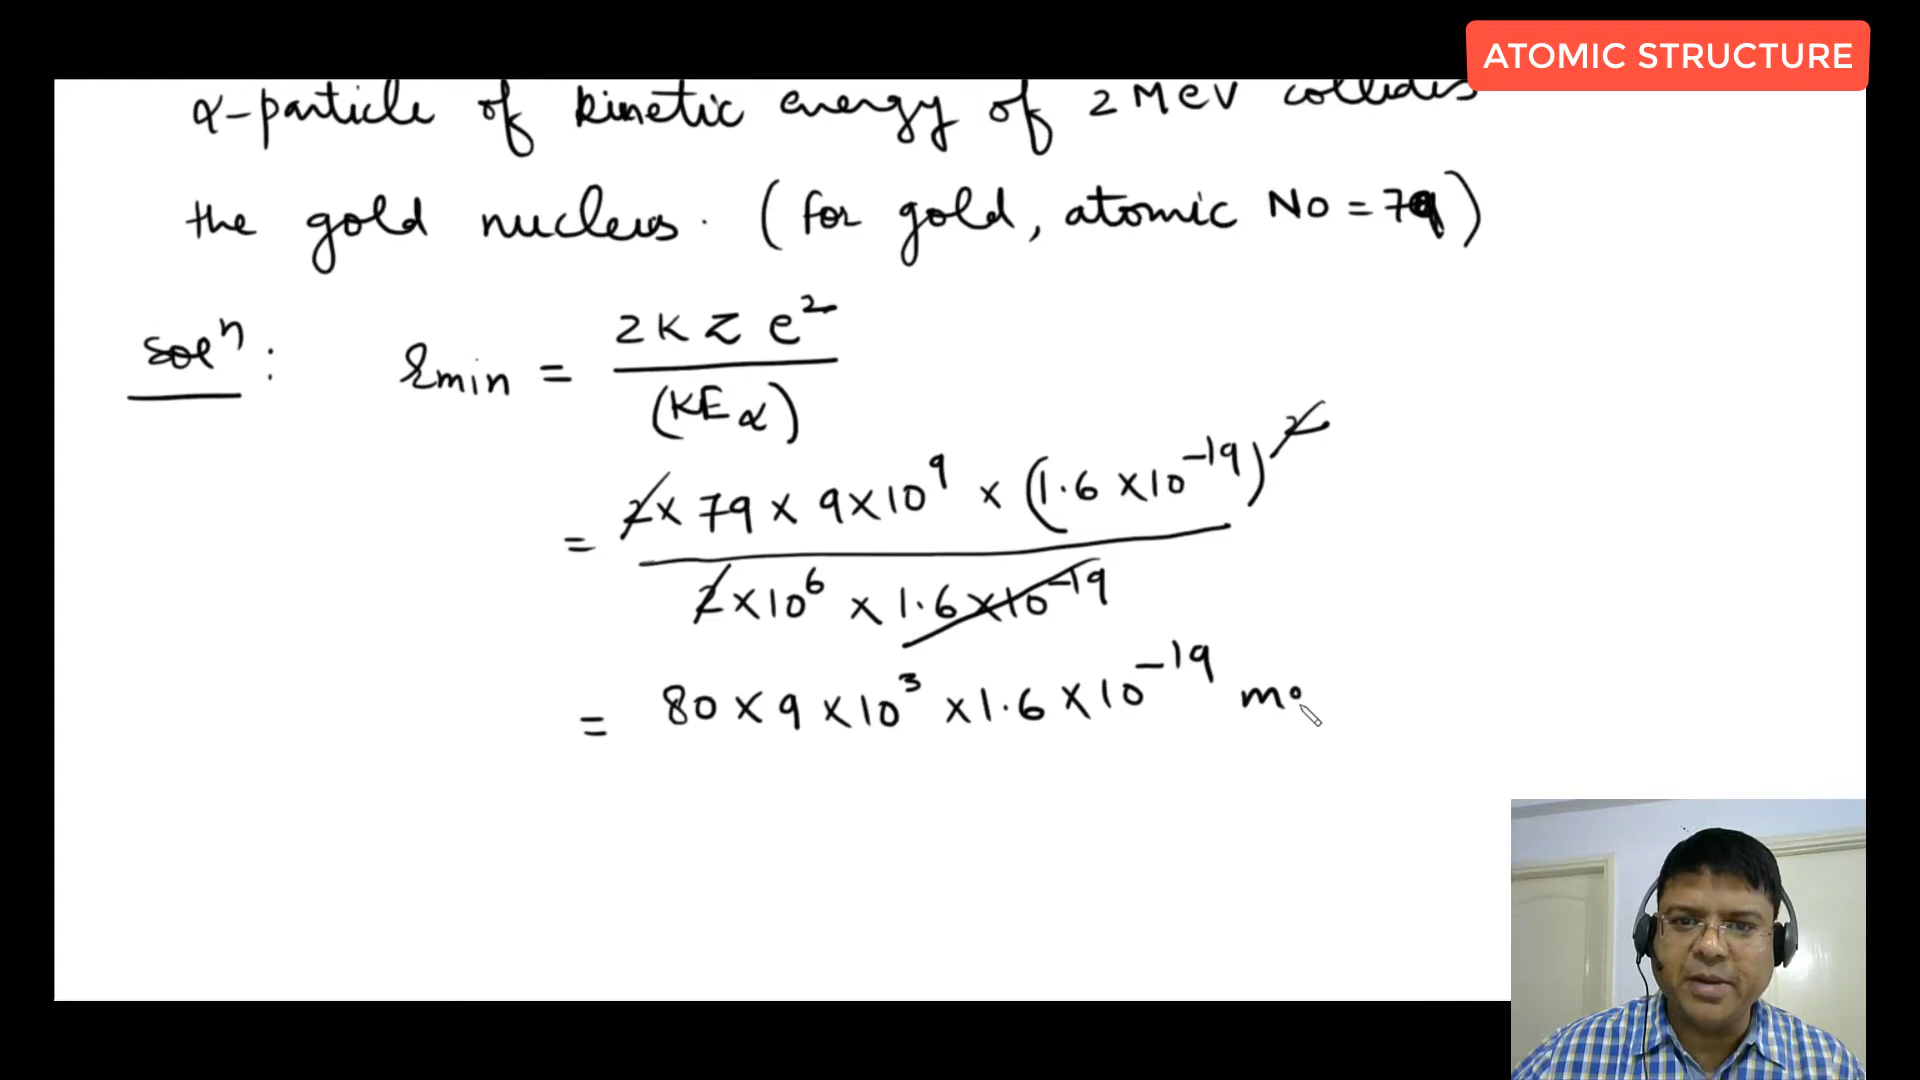 ATOMIC STRUCTURE
α-particle of kinetic energy of 2 MeV collides
the gold nucleus. (for gold, atomic No = 79)
Solⁿ : rmin = 2KZe² / (KEα)
= 2 × 79 × 9×10⁹ × (1.6 ×10⁻¹⁹)² / 2×10⁶ × 1.6×10⁻¹⁹
= 80 × 9 × 10³ × 1.6 × 10⁻¹⁹ m